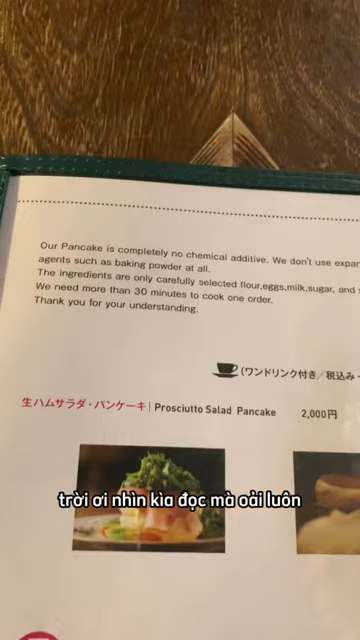 Our Pancake is completely no chemical additive. We don't use expan
agents such as baking powder at all.
The ingredients are only carefully selected flour,eggs,milk,sugar, and
We need more than 30 minutes to cook one order.
Thank you for your understanding.
(ワンドリンク付き／税込み・
生ハムサラダ・パンケーキ | Prosciutto Salad Pancake 2,000円
trời ơi nhìn kìa đọc mà oải luôn